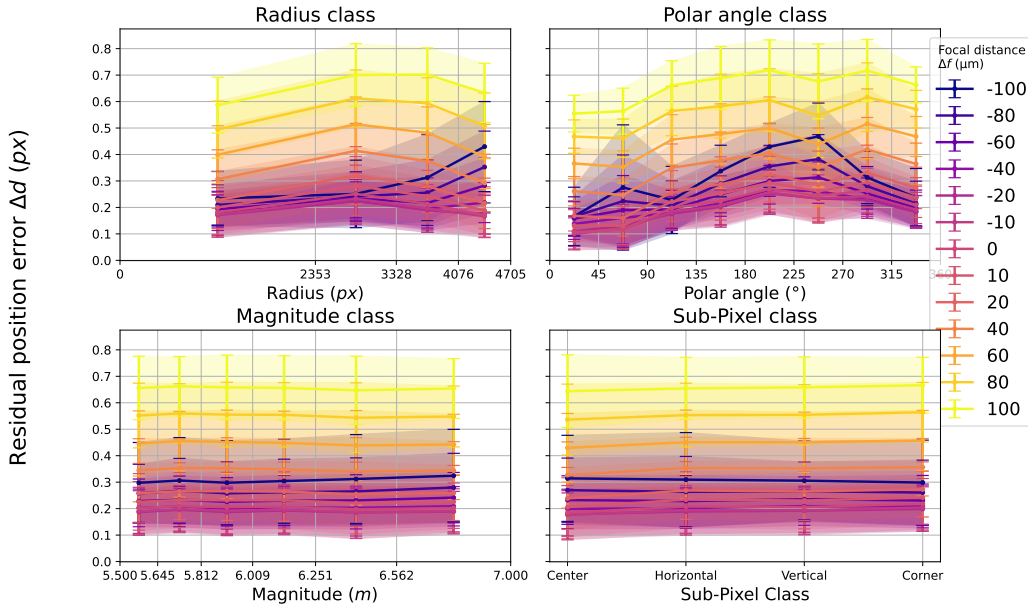 Radius class
Polar angle class
0.8
0.7
0.6
0.5
0.4
0.3
0.2
0.1
0.0
0 2353 3328 4076 4705
0 45 90 135 180 225 270 315 360
Radius (px)
Polar angle (°)
Focal distance
Δf (μm)
-100
-80
-60
-40
-20
-10
0
10
20
40
60
80
100
Residual position error Δd (px)
Magnitude class
Sub-Pixel class
0.8
0.7
0.6
0.5
0.4
0.3
0.2
0.1
0.0
5.500 5.645 5.812 6.009 6.251 6.562 7.000
Center Horizontal Vertical Corner
Magnitude (m)
Sub-Pixel Class